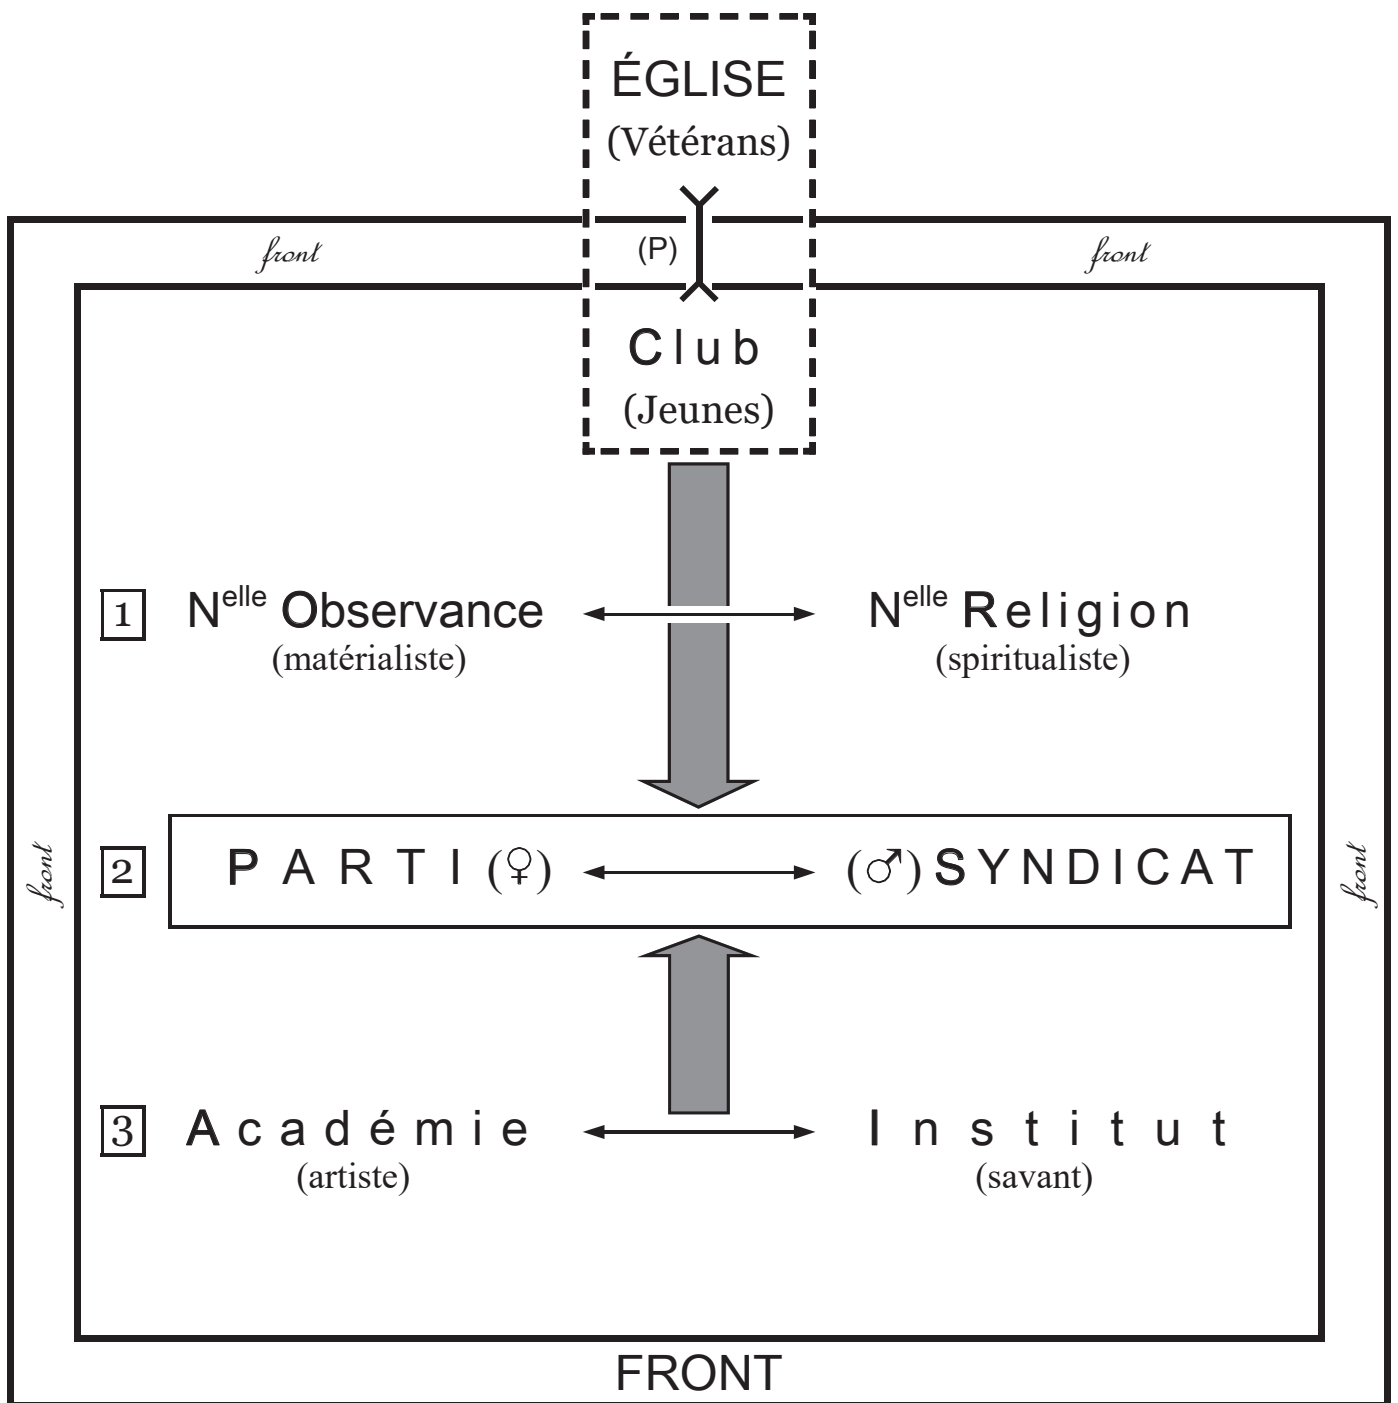 ÉGLISE
(Vétérans)
front (P) front
Club
(Jeunes)
1 Nelle Observance Nelle Religion
(matérialiste) (spiritualiste)
front
2 PARTI (♀) (♂) SYNDICAT
front
3 Académie Institut
(artiste) (savant)
FRONT